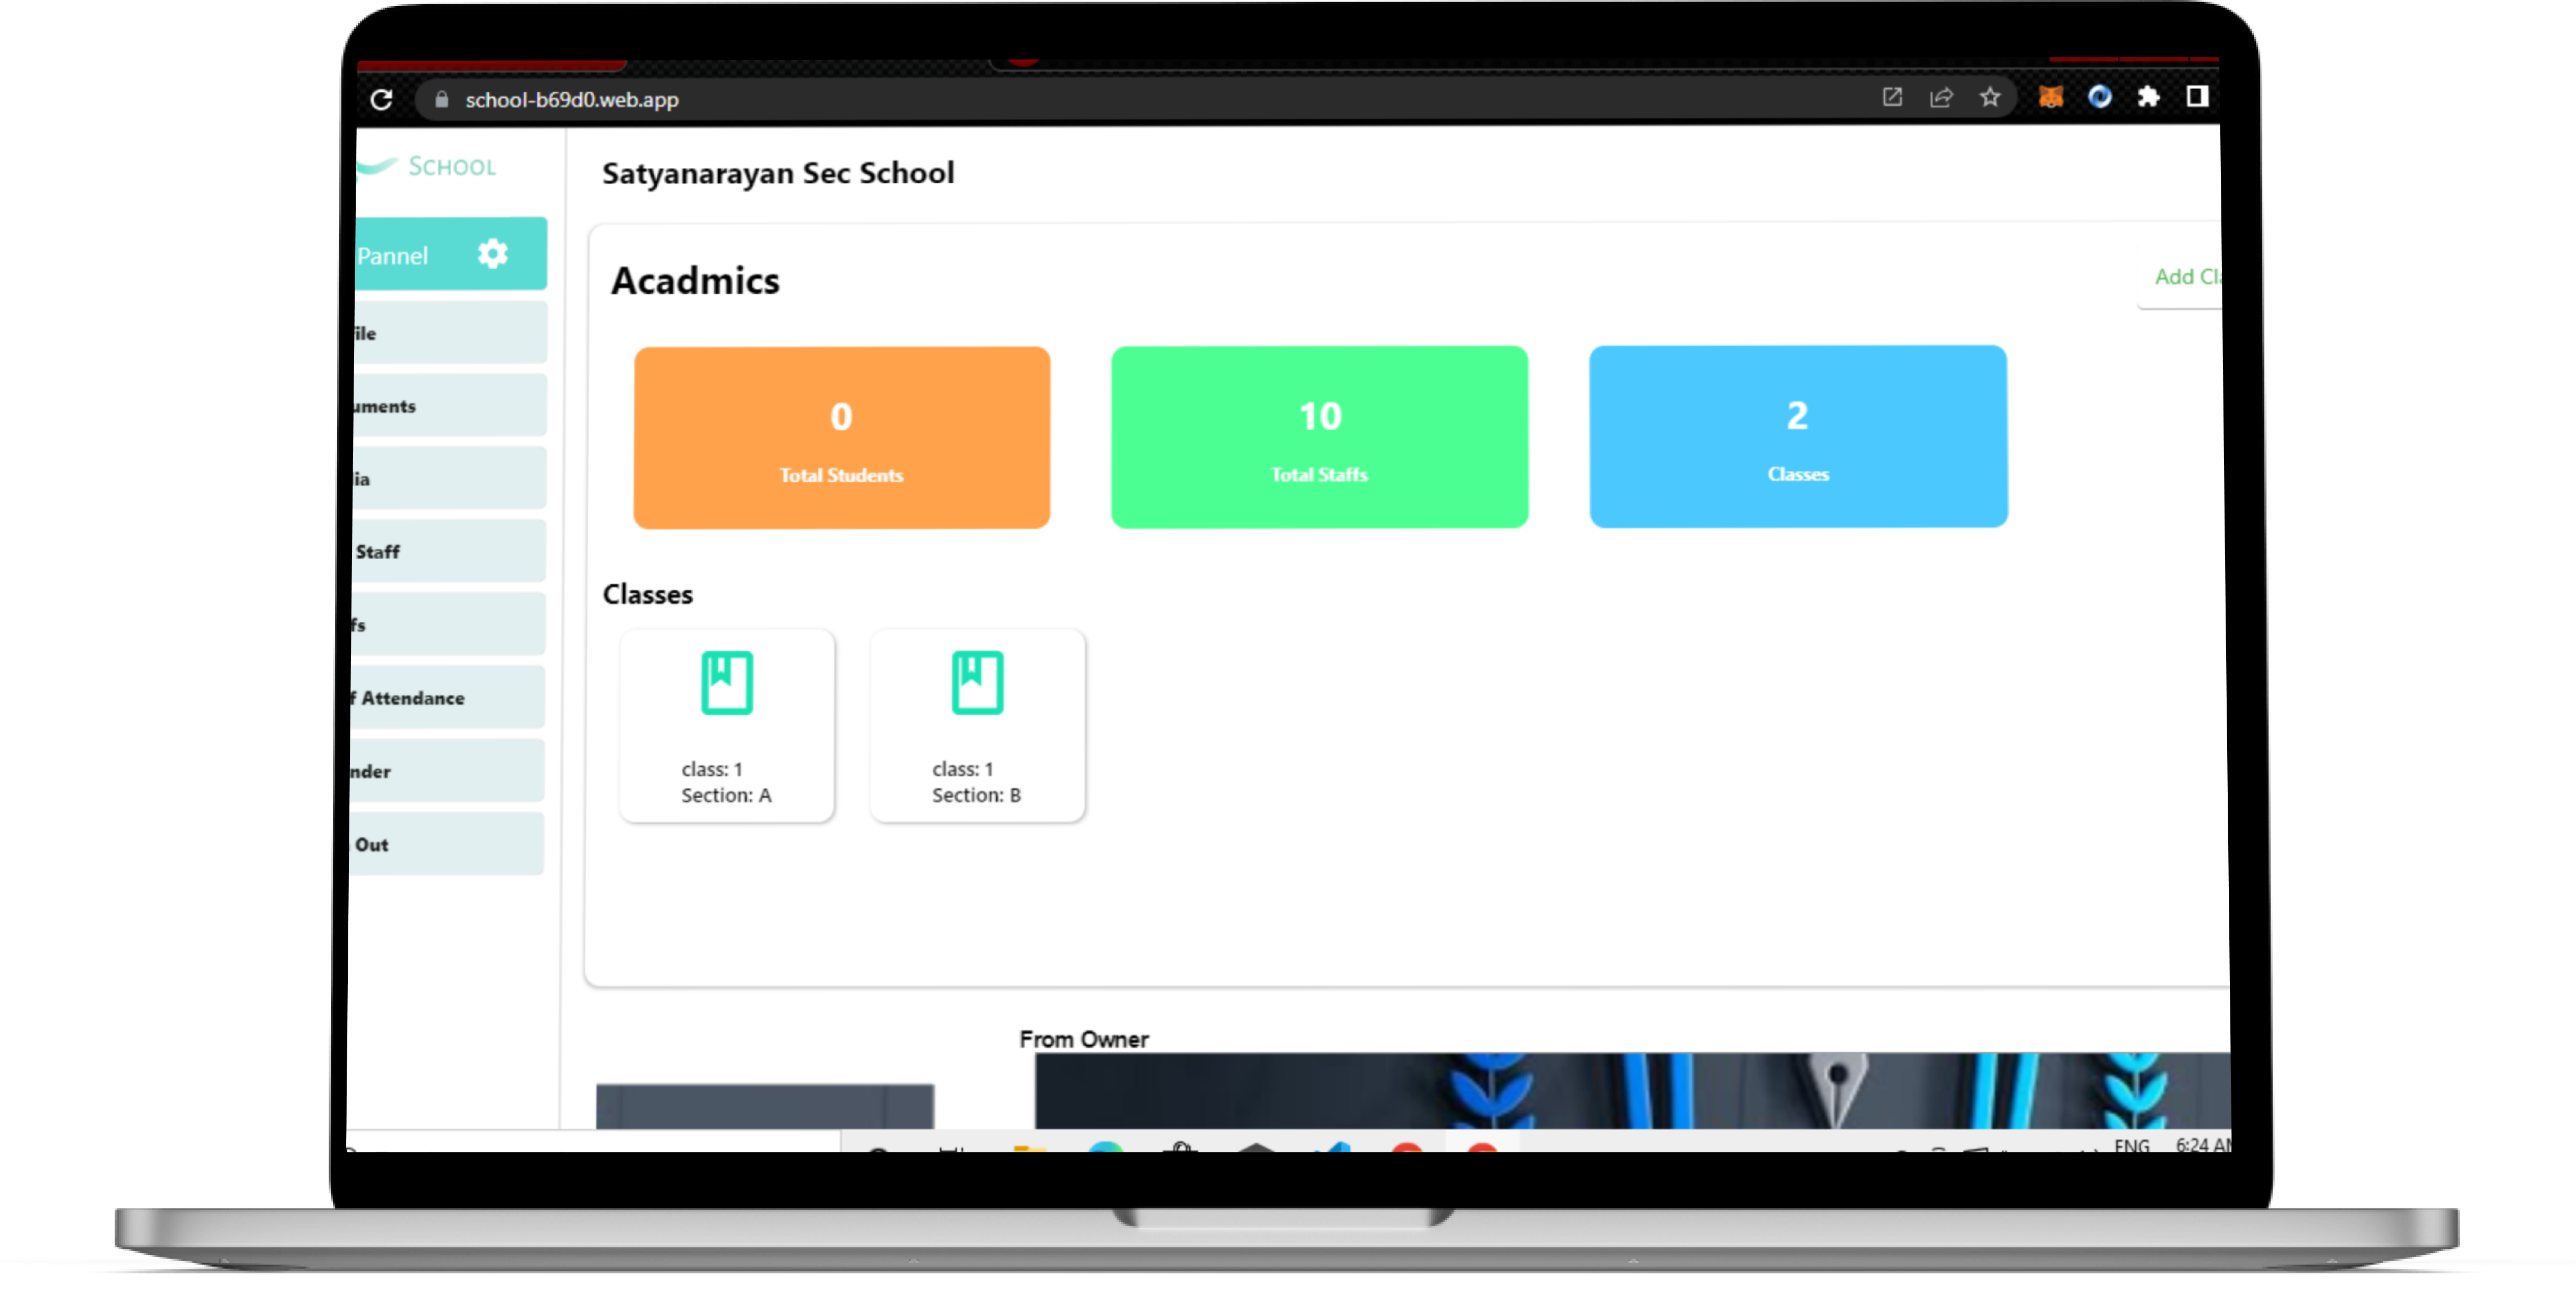 school-b69d0.web.app
SCHOOL
Satyanarayan Sec School
Pannel
Acadmics
Add Cl
ile
uments
ia
Staff
fs
f Attendance
nder
Out
0
Total Students
10
Total Staffs
2
Classes
Classes
class: 1
Section: A
class: 1
Section: B
From Owner
ENG
6:24 AM